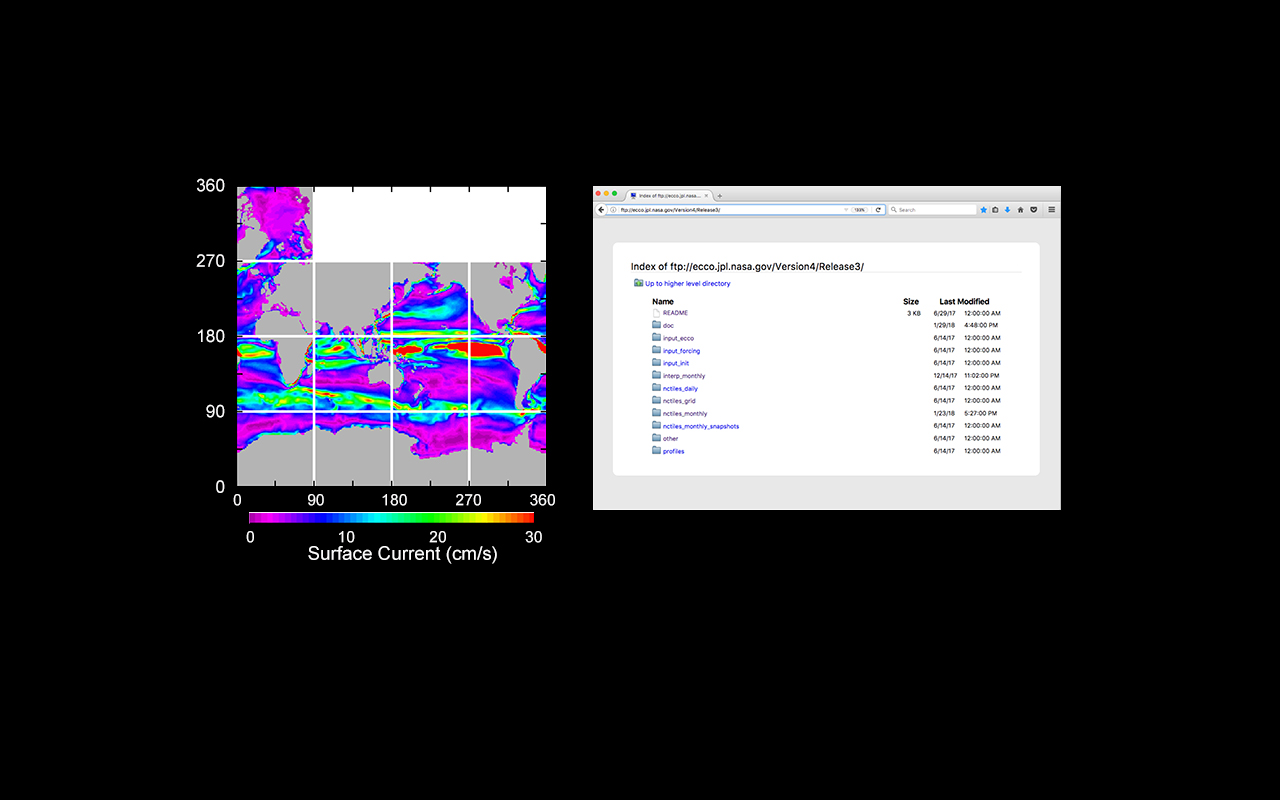 360
270
180
90
0
0 90 180 270 360
0 10 20 30
Surface Current (cm/s)
Index of ftp://ecco.jpl.nasa....
ftp://ecco.jpl.nasa.gov/Version4/Release3/
133%
Search
Index of ftp://ecco.jpl.nasa.gov/Version4/Release3/
Up to higher level directory
Name Size Last Modified
README 3 KB 6/29/17 12:00:00 AM
doc 1/29/18 4:48:00 PM
input_ecco 6/14/17 12:00:00 AM
input_forcing 6/14/17 12:00:00 AM
input_init 6/14/17 12:00:00 AM
interp_monthly 12/14/17 11:02:00 PM
nctiles_daily 6/14/17 12:00:00 AM
nctiles_grid 6/14/17 12:00:00 AM
nctiles_monthly 1/23/18 5:27:00 PM
nctiles_monthly_snapshots 6/14/17 12:00:00 AM
other 6/14/17 12:00:00 AM
profiles 6/14/17 12:00:00 AM